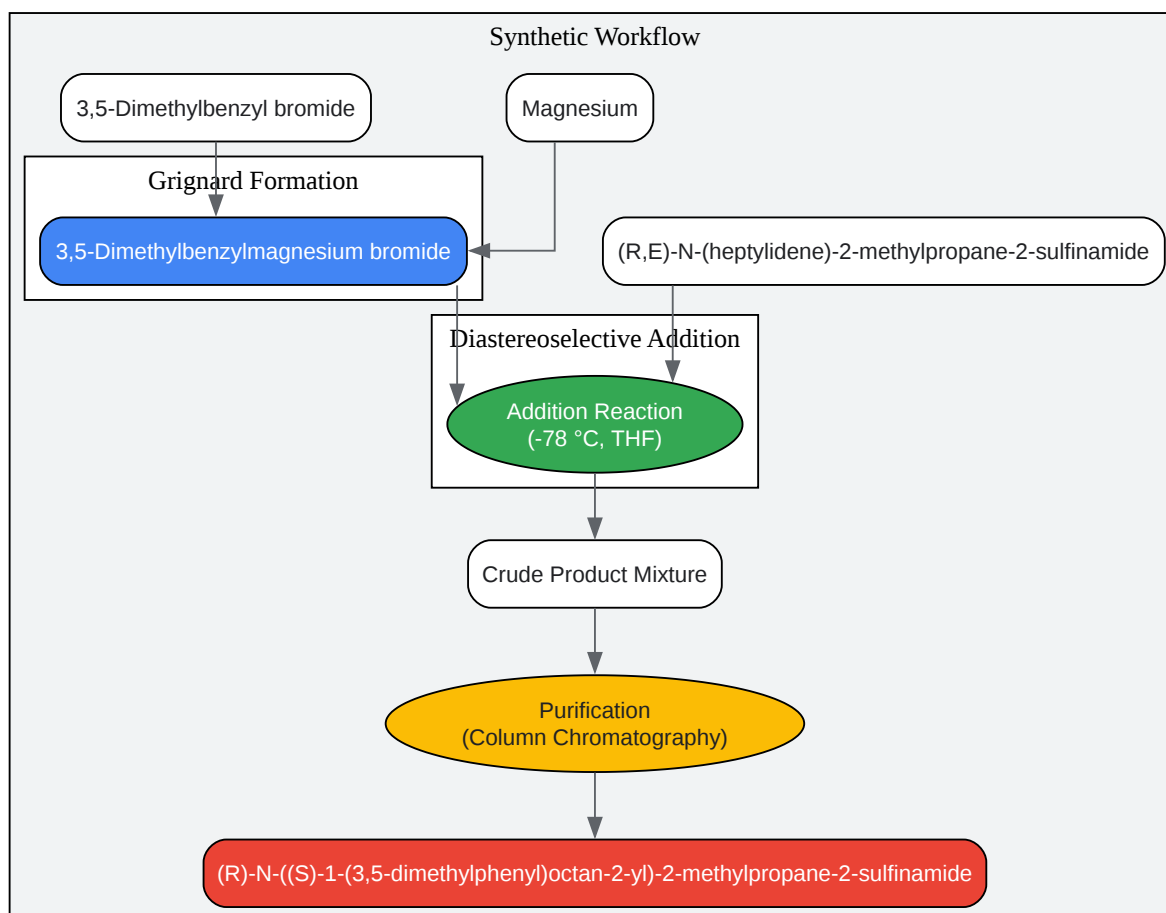 Synthetic Workflow
3,5-Dimethylbenzyl bromide
Magnesium
Grignard Formation
3,5-Dimethylbenzylmagnesium bromide
(R,E)-N-(heptylidene)-2-methylpropane-2-sulfinamide
Diastereoselective Addition
Addition Reaction
(-78 °C, THF)
Crude Product Mixture
Purification
(Column Chromatography)
(R)-N-((S)-1-(3,5-dimethylphenyl)octan-2-yl)-2-methylpropane-2-sulfinamide